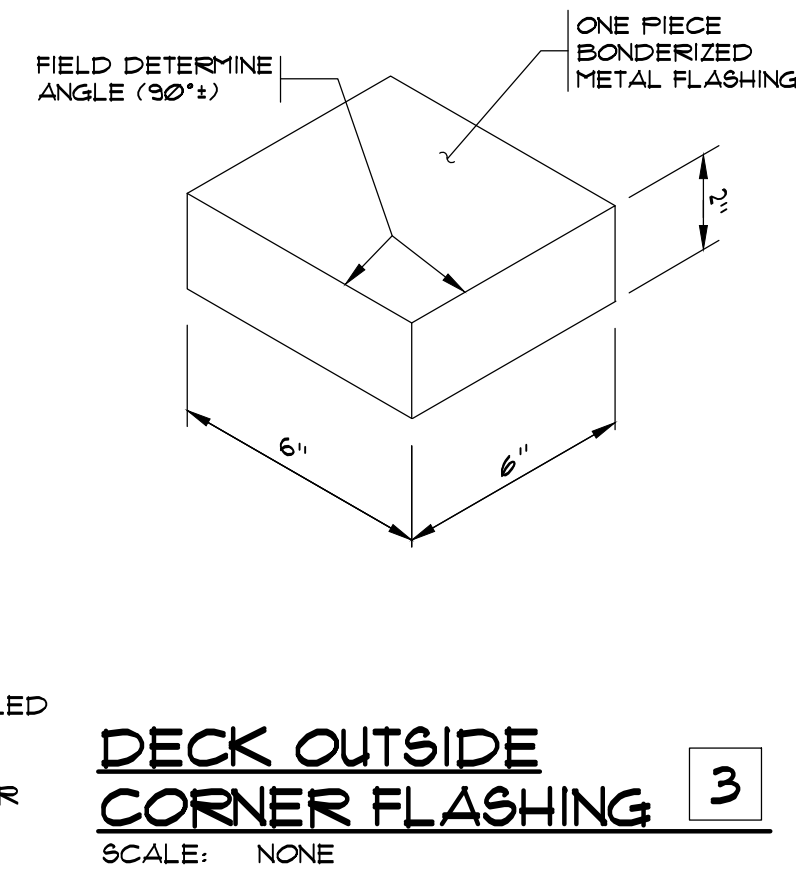 ONE PIECE
BONDERIZED
METAL FLASHING
FIELD DETERMINE
ANGLE (90°±)
2"
6"
6"
LED
R
DECK OUTSIDE
CORNER FLASHING
3
SCALE: NONE